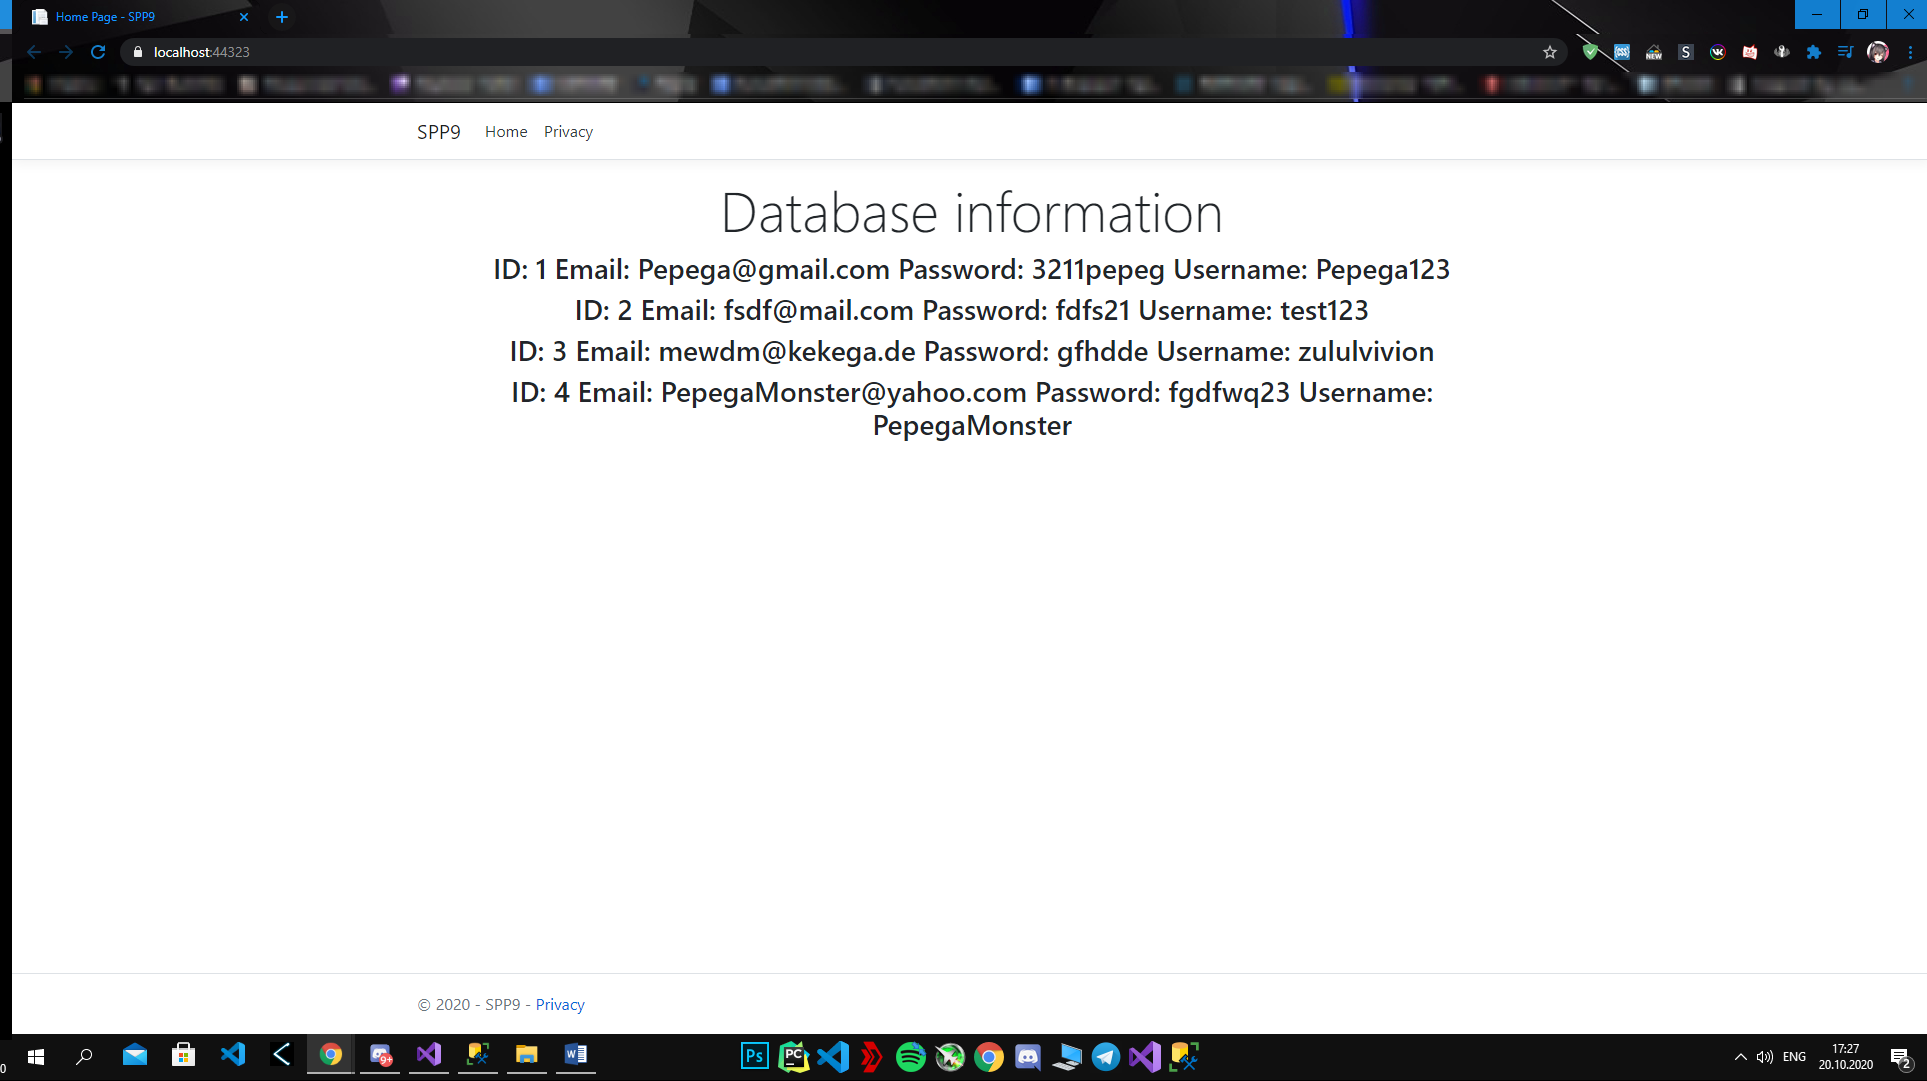 Home Page - SPP9
localhost:44323
SPP9 Home Privacy
Database information
ID: 1 Email: Pepega@gmail.com Password: 3211pepeg Username: Pepega123
ID: 2 Email: fsdf@mail.com Password: fdfs21 Username: test123
ID: 3 Email: mewdm@kekega.de Password: gfhdde Username: zululvivion
ID: 4 Email: PepegaMonster@yahoo.com Password: fgdfwq23 Username:
PepegaMonster
© 2020 - SPP9 - Privacy
ENG
17:27
20.10.2020